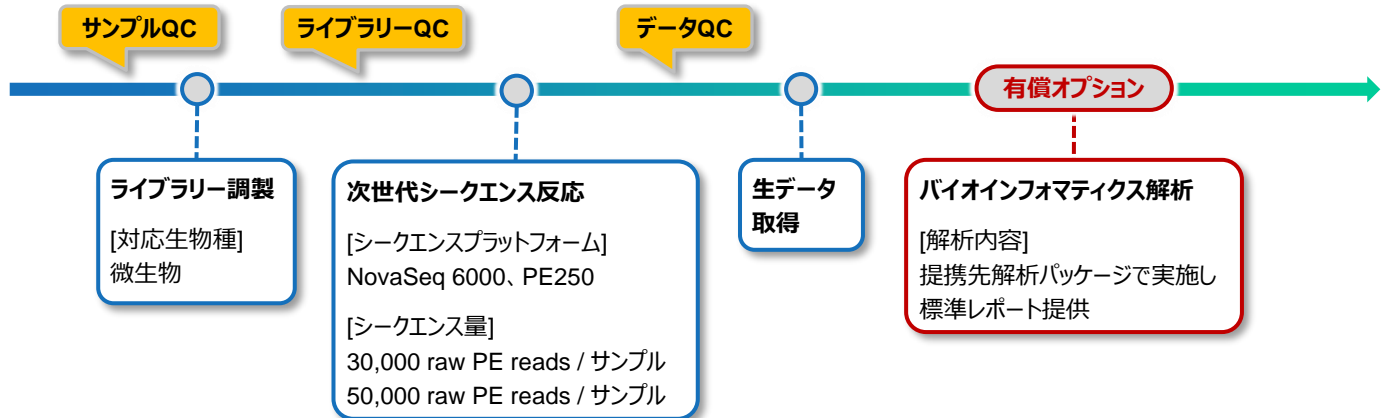 サンプルQC
ライブラリーQC
データQC
有償オプション
ライブラリー調製
[対応生物種]
微生物
次世代シークエンス反応
[シークエンスプラットフォーム]
NovaSeq 6000、PE250
[シークエンス量]
30,000 raw PE reads / サンプル
50,000 raw PE reads / サンプル
生データ
取得
バイオインフォマティクス解析
[解析内容]
提携先解析パッケージで実施し
標準レポート提供